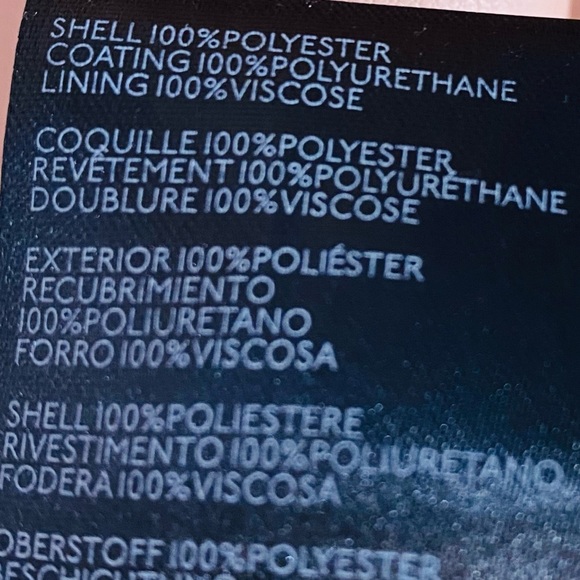 SHELL 100%POLYESTER
COATING 100%POLYURETHANE
LINING 100%VISCOSE
COQUILLE 100%POLYESTER
REVÊTEMENT 100%POLYURÉTHANE
DOUBLURE 100%VISCOSE
EXTERIOR 100%POLIÉSTER
RECUBRIMIENTO
100%POLIURETANO
FORRO 100%VISCOSA
SHELL 100%POLIESTERE
RIVESTIMENTO 100%POLIURETANO
FODERA 100%VISCOSA
OBERSTOFF 100%POLYESTER